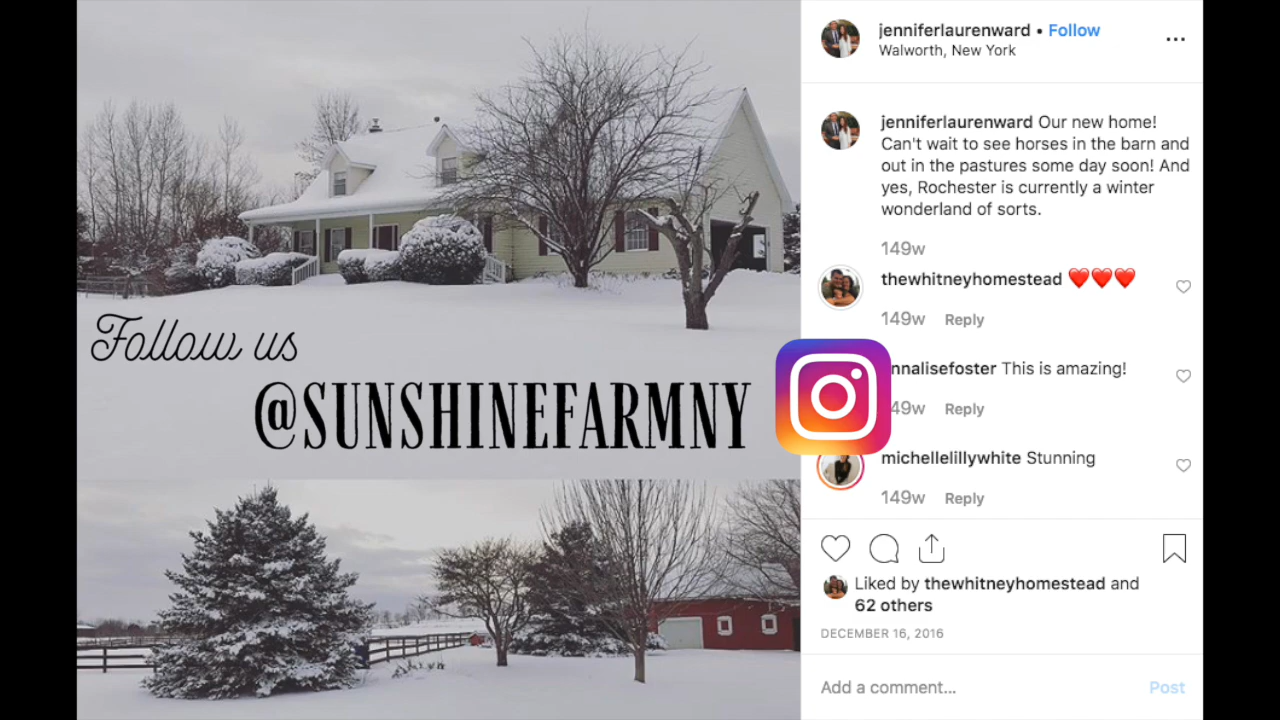 Follow us
@SUNSHINEFARMNY
jenniferlaurenward • Follow
Walworth, New York
jenniferlaurenward Our new home!
Can't wait to see horses in the barn and
out in the pastures some day soon! And
yes, Rochester is currently a winter
wonderland of sorts.
149w
thewhitneyhomestead ❤️❤️❤️
149w Reply
nnalisefoster This is amazing!
49w Reply
michellelillywhite Stunning
149w Reply
Liked by thewhitneyhomestead and
62 others
DECEMBER 16, 2016
Add a comment... Post